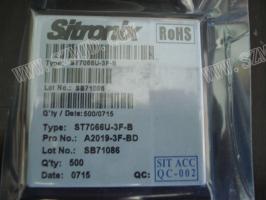 Sitronix
RoHS
Type: ST7066U-3F-B
Lot No.: SB71086
Q'ty / Date: 500/0715
Type: ST7066U-3F-B
Pro No.: A2019-3F-BD
Lot No: SB71086
Q'ty: 500
Date: 0715 QC:
SIT ACC
QC-002